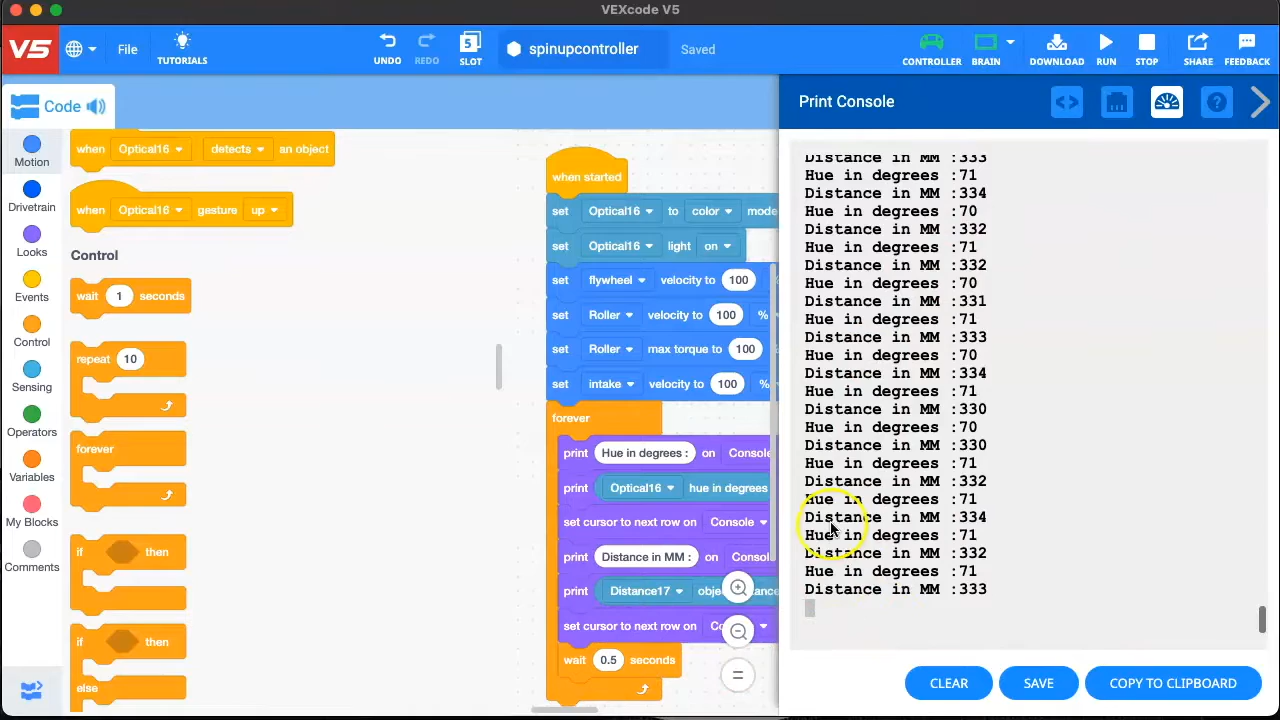 VEXcode V5
V5
File
TUTORIALS
UNDO
REDO
SLOT
5
spinupcontroller
Saved
CONTROLLER
BRAIN
DOWNLOAD
RUN
STOP
SHARE
FEEDBACK
Code
Print Console
Motion
Drivetrain
Looks
Events
Control
Sensing
Operators
Variables
My Blocks
Comments
when Optical16 detects an object
when Optical16 gesture up
Control
wait 1 seconds
repeat 10
forever
if then
if then
else
when started
set Optical16 to color mode
set Optical16 light on
set flywheel velocity to 100
set Roller velocity to 100 %
set Roller max torque to 100
set intake velocity to 100 %
forever
print Hue in degrees : on Console
print Optical16 hue in degrees
set cursor to next row on Console
print Distance in MM : on Consol
print Distance17
set cursor to next row on
wait 0.5 seconds
Distance in MM :333
Hue in degrees :71
Distance in MM :334
Hue in degrees :70
Distance in MM :332
Hue in degrees :71
Distance in MM :332
Hue in degrees :70
Distance in MM :331
Hue in degrees :71
Distance in MM :333
Hue in degrees :70
Distance in MM :334
Hue in degrees :71
Distance in MM :330
Hue in degrees :70
Distance in MM :330
Hue in degrees :71
Distance in MM :332
Hue in degrees :71
Distance in MM :334
Hue in degrees :71
Distance in MM :332
Hue in degrees :71
Distance in MM :333
CLEAR
SAVE
COPY TO CLIPBOARD